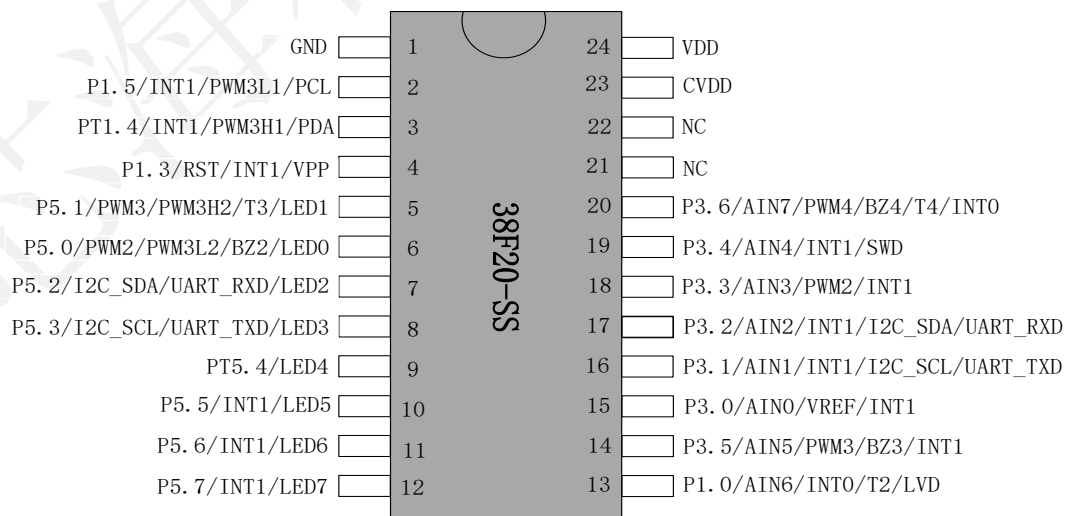 GND 1 24 VDD
P1.5/INT1/PWM3L1/PCL 2 23 CVDD
PT1.4/INT1/PWM3H1/PDA 3 22 NC
P1.3/RST/INT1/VPP 4 21 NC
P5.1/PWM3/PWM3H2/T3/LED1 5 20 P3.6/AIN7/PWM4/BZ4/T4/INT0
P5.0/PWM2/PWM3L2/BZ2/LED0 6 19 P3.4/AIN4/INT1/SWD
P5.2/I2C_SDA/UART_RXD/LED2 7 18 P3.3/AIN3/PWM2/INT1
P5.3/I2C_SCL/UART_TXD/LED3 8 17 P3.2/AIN2/INT1/I2C_SDA/UART_RXD
PT5.4/LED4 9 16 P3.1/AIN1/INT1/I2C_SCL/UART_TXD
P5.5/INT1/LED5 10 15 P3.0/AIN0/VREF/INT1
P5.6/INT1/LED6 11 14 P3.5/AIN5/PWM3/BZ3/INT1
P5.7/INT1/LED7 12 13 P1.0/AIN6/INT0/T2/LVD
38F20-SS